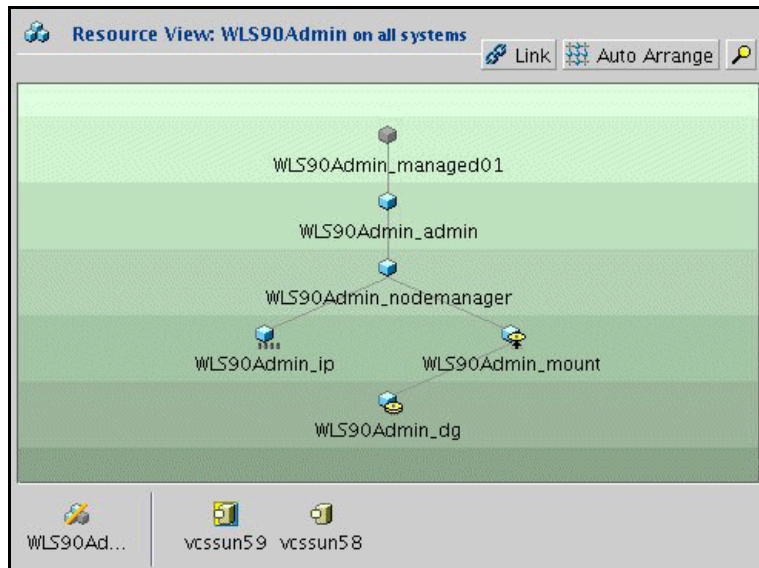 Resource View: WLS90Admin on all systems
Link Auto Arrange
WLS90Admin_managed01
WLS90Admin_admin
WLS90Admin_nodemanager
WLS90Admin_ip WLS90Admin_mount
WLS90Admin_dg
WLS90Ad... vcssun59 vcssun58